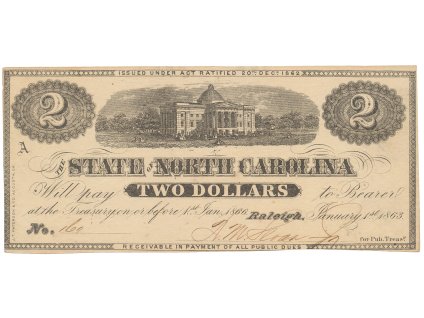 ISSUED UNDER ACT RATIFIED 20TH DEC. 1862
2 2
A
THE STATE OF NORTH CAROLINA
Will pay TWO DOLLARS to Bearer
at the Treasury on or before 1st Jan. 1866. Raleigh, January 1st 1863.
No. 160
for Pub. Treasr.
RECEIVABLE IN PAYMENT OF ALL PUBLIC DUES